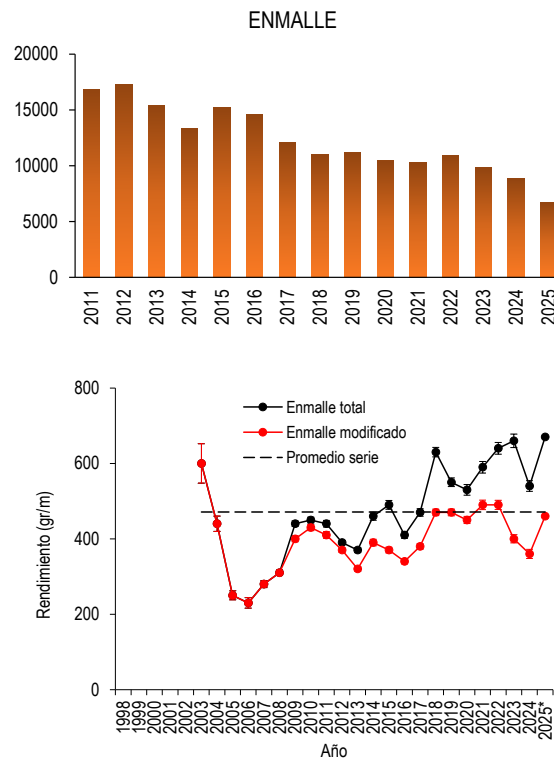 ENMALLE
20000
15000
10000
5000
0
2011 2012 2013 2014 2015 2016 2017 2018 2019 2020 2021 2022 2023 2024 2025
800
600
400
200
0
Enmalle total
Enmalle modificado
Promedio serie
Rendimiento (gr/m)
1998 1999 2000 2001 2002 2003 2004 2005 2006 2007 2008 2009 2010 2011 2012 2013 2014 2015 2016 2017 2018 2019 2020 2021 2022 2023 2024 2025*
Año